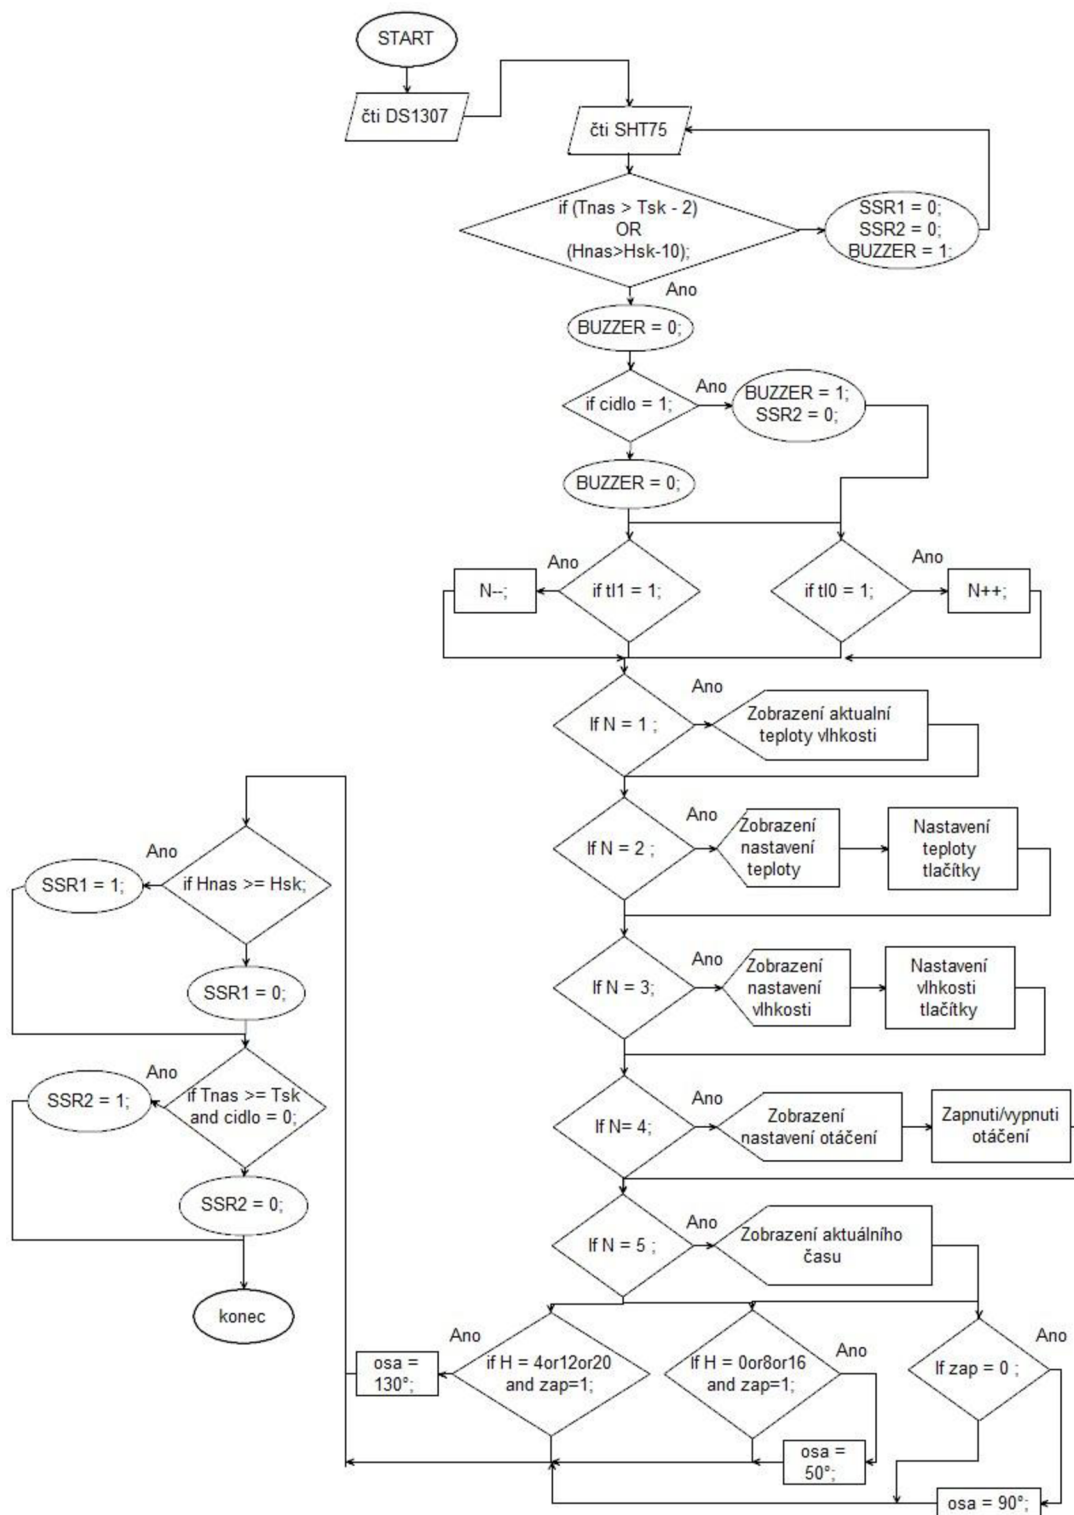 START
čti DS1307
čti SHT75
if (Tnas > Tsk - 2)
OR
(Hnas>Hsk-10);
SSR1 = 0;
SSR2 = 0;
BUZZER = 1;
Ano
BUZZER = 0;
if cidlo = 1;
Ano
BUZZER = 1;
SSR2 = 0;
BUZZER = 0;
Ano
if tl1 = 1;
N--;
if tl0 = 1;
Ano
N++;
If N = 1 ;
Ano
Zobrazení aktualní
teploty vlhkosti
If N = 2 ;
Ano
Zobrazení
nastavení
teploty
Nastavení
teploty
tlačítky
If N = 3;
Ano
Zobrazení
nastavení
vlhkosti
Nastavení
vlhkosti
tlačítky
If N= 4;
Ano
Zobrazení
nastavení otáčení
Zapnuti/vypnuti
otáčení
If N = 5 ;
Ano
Zobrazení aktuálního
času
if H = 4or12or20
and zap=1;
Ano
osa =
130°;
If H = 0or8or16
and zap=1;
osa =
50°;
If zap = 0 ;
Ano
osa = 90°;
if Hnas >= Hsk;
Ano
SSR1 = 1;
SSR1 = 0;
if Tnas >= Tsk
and cidlo = 0;
Ano
SSR2 = 1;
SSR2 = 0;
konec